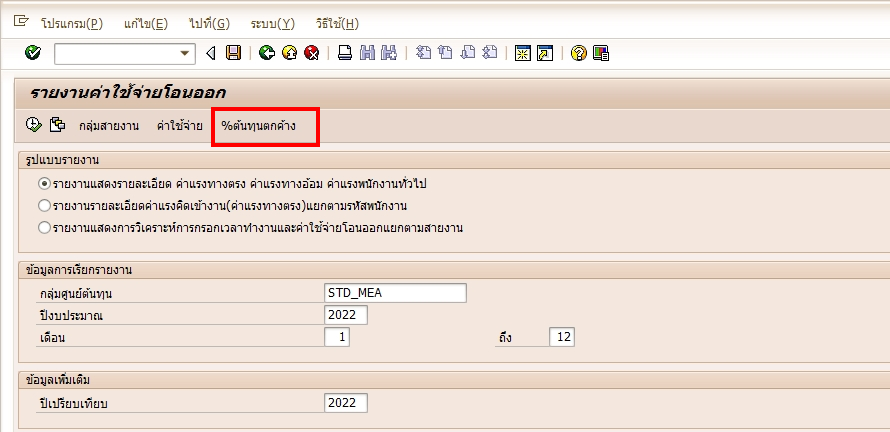 โปรแกรม(P) แก้ไข(E) ไปที่(G) ระบบ(Y) วิธีใช้(H)
รายงานค่าใช้จ่ายโอนออก
กลุ่มสายงาน ค่าใช้จ่าย %ต้นทุนตกค้าง
รูปแบบรายงาน
รายงานแสดงรายละเอียด ค่าแรงทางตรง ค่าแรงทางอ้อม ค่าแรงพนักงานทั่วไป
รายงานรายละเอียดค่าแรงคิดเข้างาน(ค่าแรงทางตรง)แยกตามรหัสพนักงาน
รายงานแสดงการวิเคราะห์การกรอกเวลาทำงานและค่าใช้จ่ายโอนออกแยกตามสายงาน
ข้อมูลการเรียกรายงาน
กลุ่มศูนย์ต้นทุน STD_MEA
ปีงบประมาณ 2022
เดือน 1 ถึง 12
ข้อมูลเพิ่มเติม
ปีเปรียบเทียบ 2022